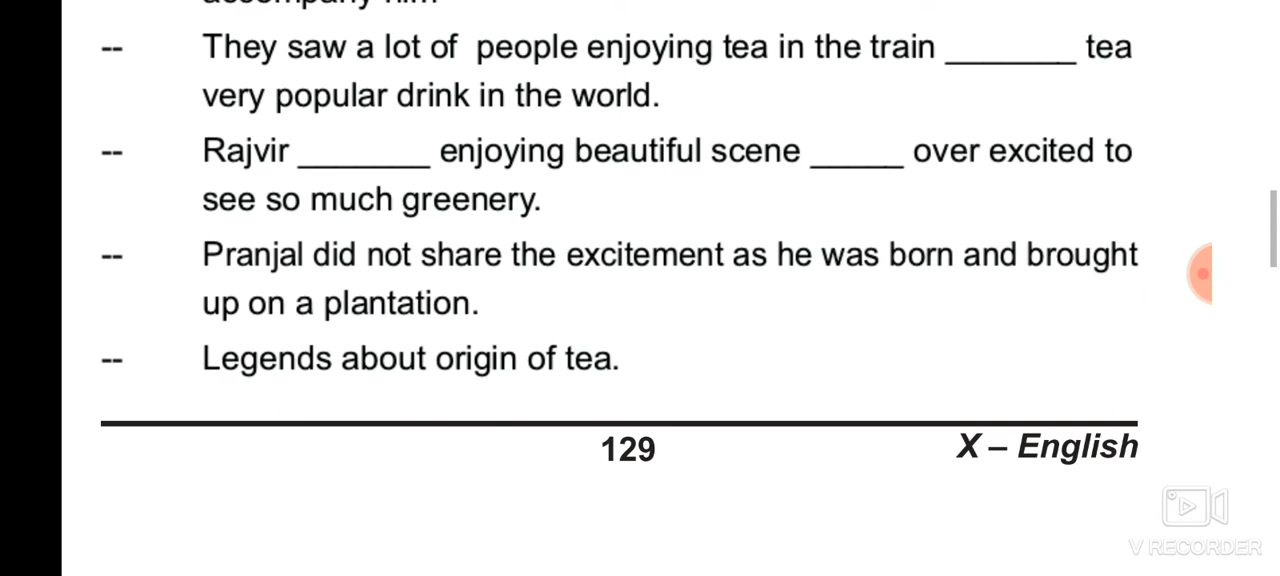 accompany him
-- They saw a lot of people enjoying tea in the train _______ tea
very popular drink in the world.
-- Rajvir _______ enjoying beautiful scene _____ over excited to
see so much greenery.
-- Pranjal did not share the excitement as he was born and brought
up on a plantation.
-- Legends about origin of tea.
129 X – English
V RECORDER